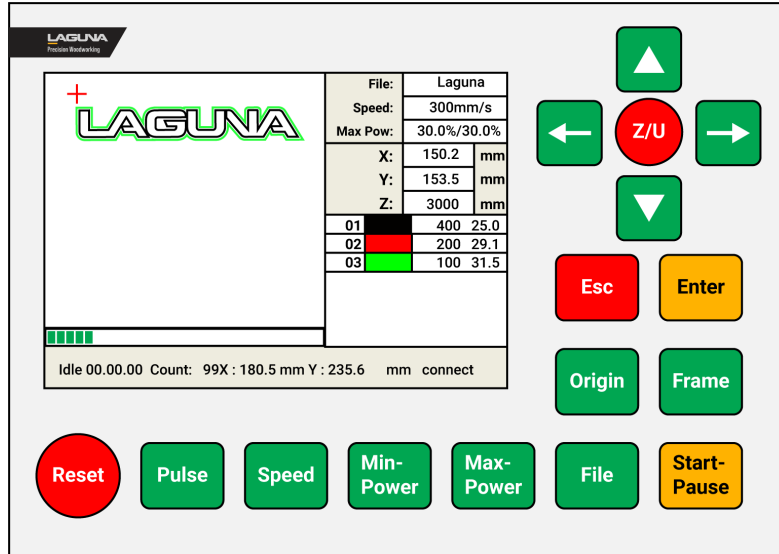 LAGUNA
Precision Woodworking
LAGUNA
File: Laguna
Speed: 300mm/s
Max Pow: 30.0%/30.0%
X: 150.2 mm
Y: 153.5 mm
Z: 3000 mm
01 400 25.0
02 200 29.1
03 100 31.5
Idle 00.00.00 Count: 99X : 180.5 mm Y : 235.6 mm connect
Z/U
Esc
Enter
Origin
Frame
Reset
Pulse
Speed
Min-
Power
Max-
Power
File
Start-
Pause